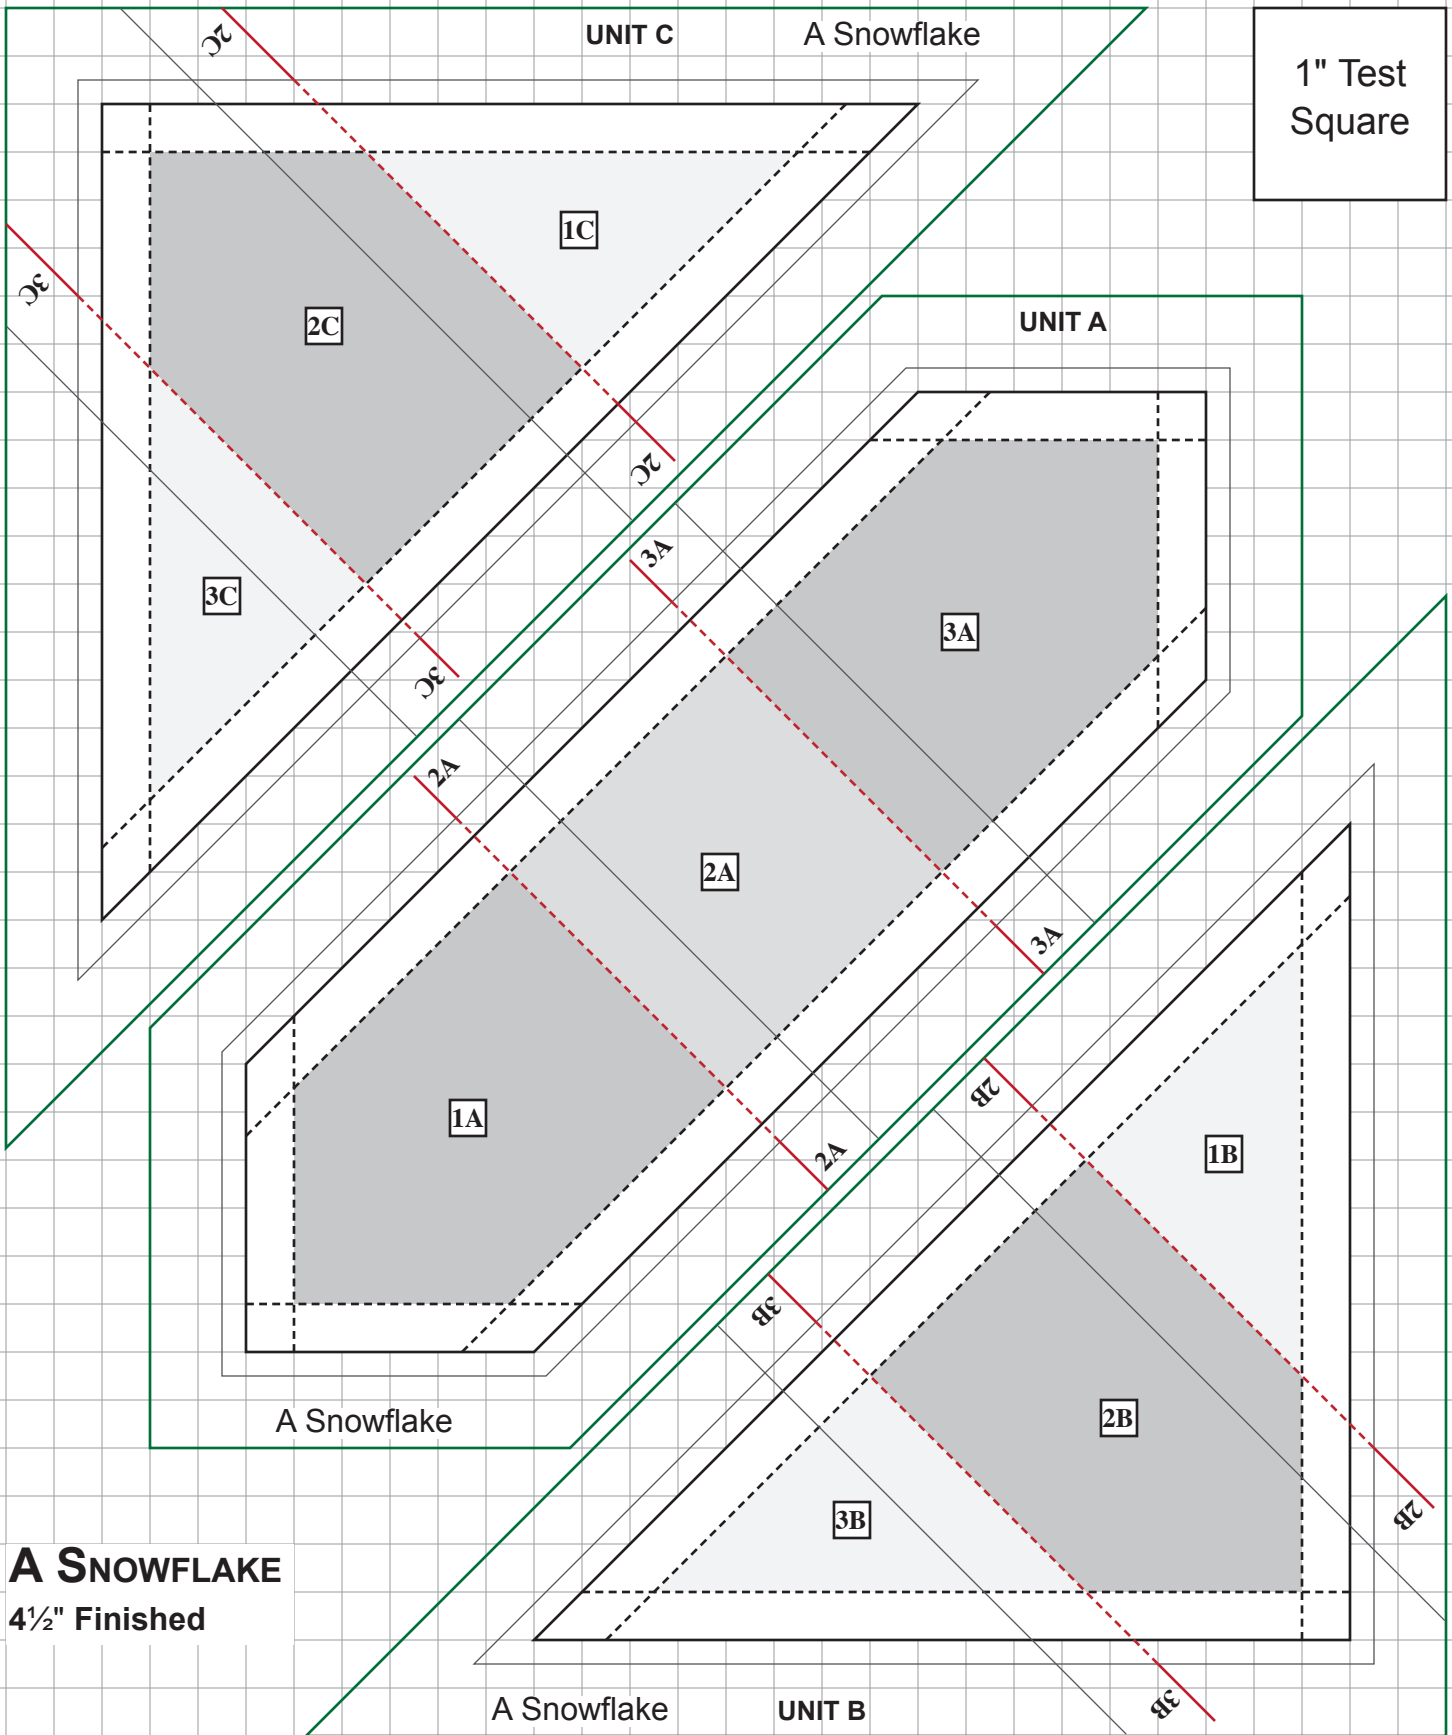 UNIT C
A Snowflake
1" Test
Square
2C
1C
3C
2C
UNIT A
2C
3A
3C
3A
3C
2A
2A
3A
2B
1A
2A
1B
3B
2B
A Snowflake
3B
2B
A SNOWFLAKE
4½" Finished
A Snowflake
UNIT B
3B